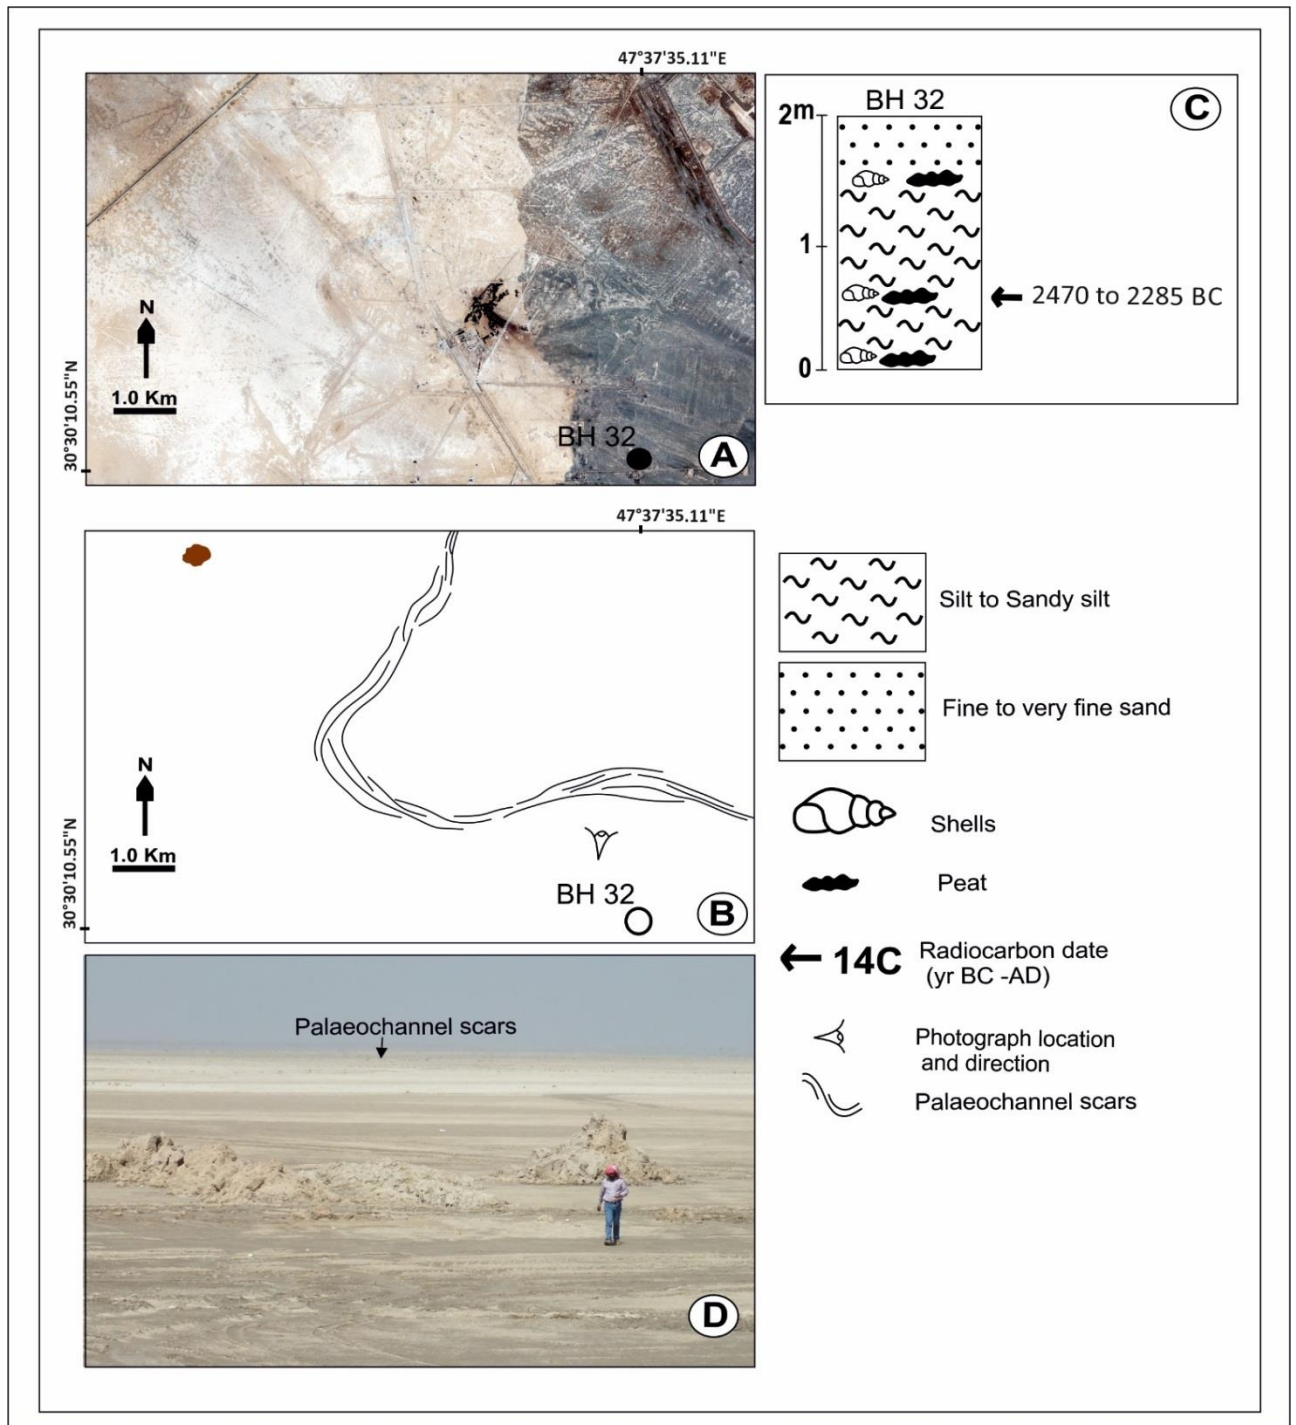 47°37'35.11"E
N
1.0 Km
30°30'10.55"N
BH 32
A
BH 32
C
2m
1
0
2470 to 2285 BC
47°37'35.11"E
N
1.0 Km
30°30'10.55"N
BH 32
B
Silt to Sandy silt
Fine to very fine sand
Shells
Peat
14C
Radiocarbon date
(yr BC -AD)
Photograph location
and direction
Palaeochannel scars
Palaeochannel scars
D